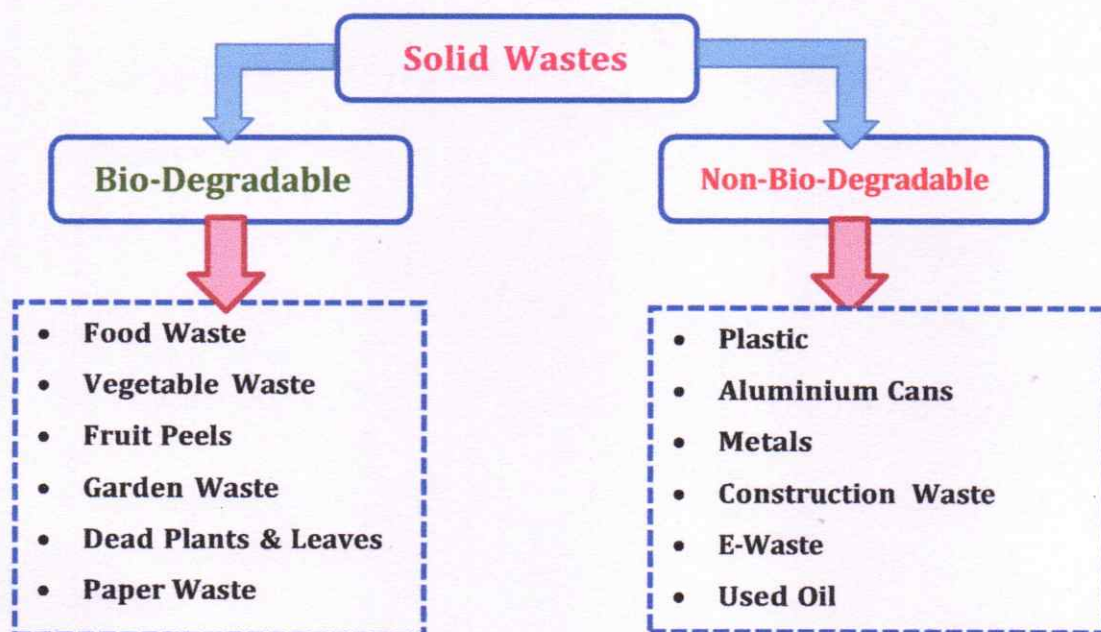 Solid Wastes
Bio-Degradable
Non-Bio-Degradable
• Food Waste
• Vegetable Waste
• Fruit Peels
• Garden Waste
• Dead Plants & Leaves
• Paper Waste
• Plastic
• Aluminium Cans
• Metals
• Construction Waste
• E-Waste
• Used Oil